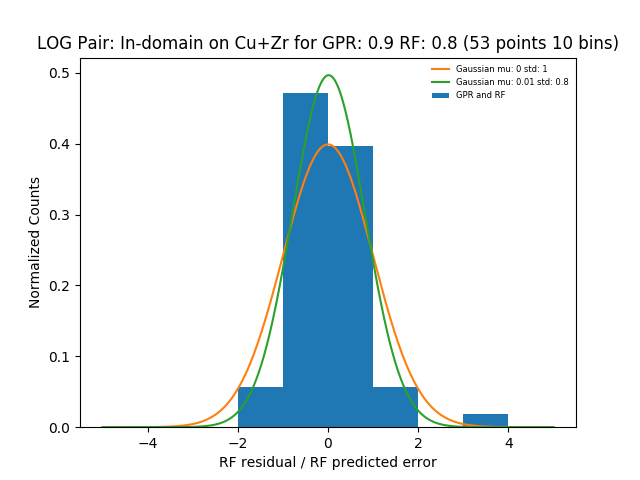 LOG Pair: In-domain on Cu+Zr for GPR: 0.9 RF: 0.8 (53 points 10 bins)
Gaussian mu: 0 std: 1
Gaussian mu: 0.01 std: 0.8
GPR and RF
Normalized Counts
0.5
0.4
0.3
0.2
0.1
0.0
−4
−2
0
2
4
RF residual / RF predicted error